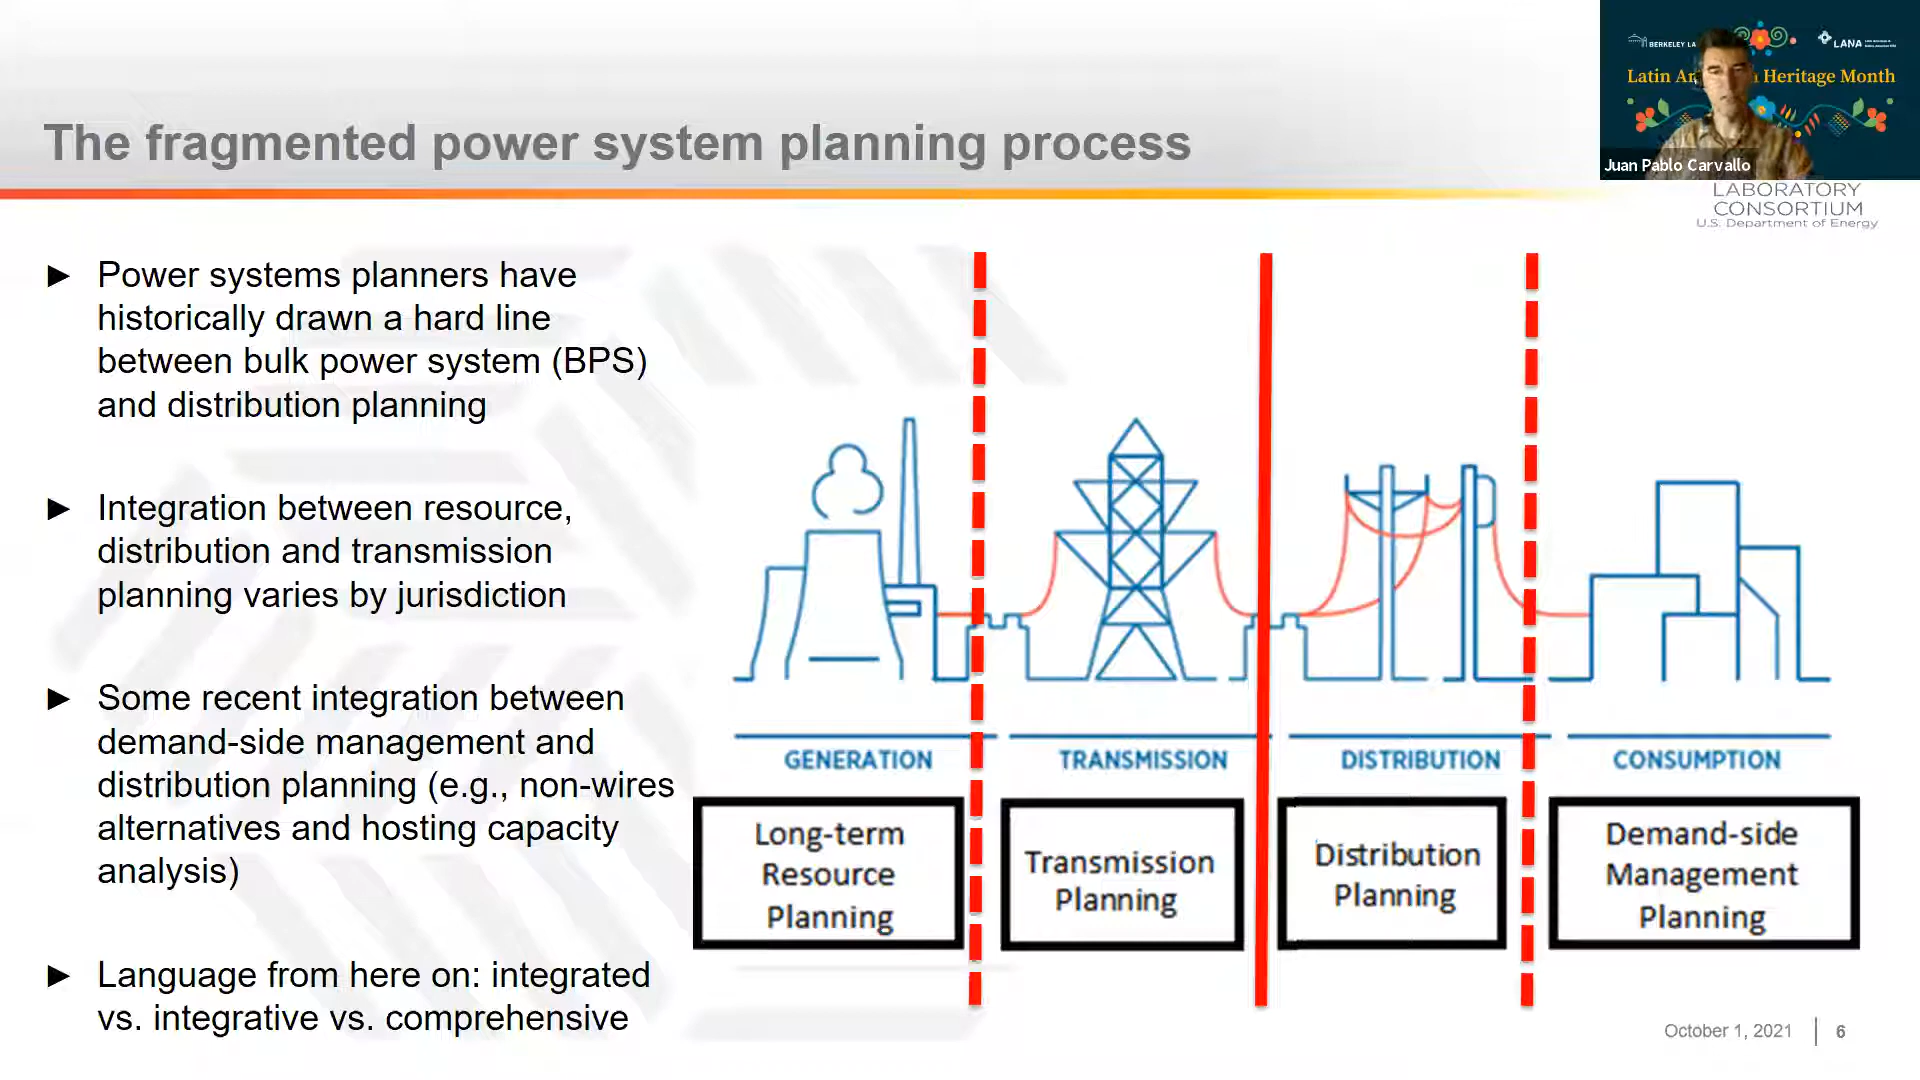 The fragmented power system planning process
BERKELEY LA
LANA
Latin Am
n Heritage Month
Juan Pablo Carvallo
LABORATORY
CONSORTIUM
U.S. Department of Energy
► Power systems planners have
historically drawn a hard line
between bulk power system (BPS)
and distribution planning
► Integration between resource,
distribution and transmission
planning varies by jurisdiction
► Some recent integration between
demand-side management and
distribution planning (e.g., non-wires
alternatives and hosting capacity
analysis)
► Language from here on: integrated
vs. integrative vs. comprehensive
GENERATION
TRANSMISSION
DISTRIBUTION
CONSUMPTION
Long-term
Resource
Planning
Transmission
Planning
Distribution
Planning
Demand-side
Management
Planning
October 1, 2021
6